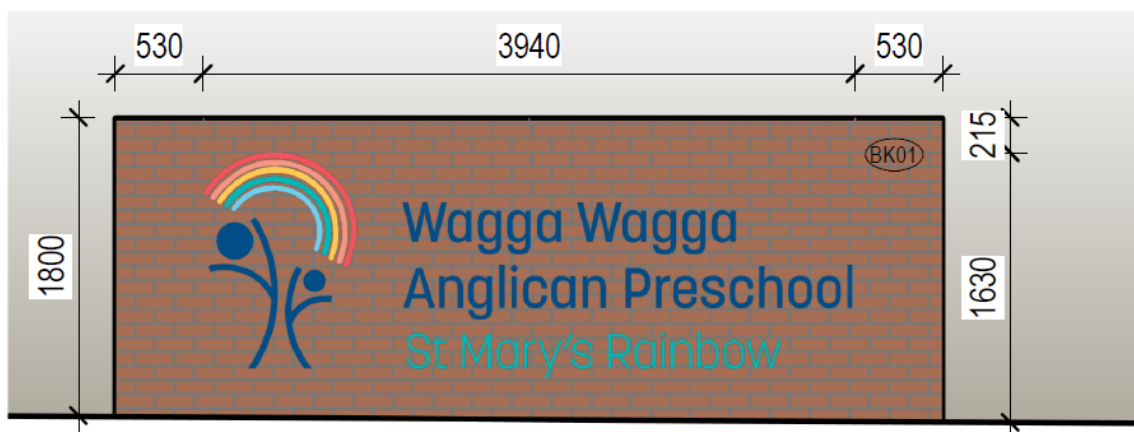 530 3940 530
215
BK01
Wagga Wagga
1800
Anglican Preschool
1630
St Mary's Rainbow